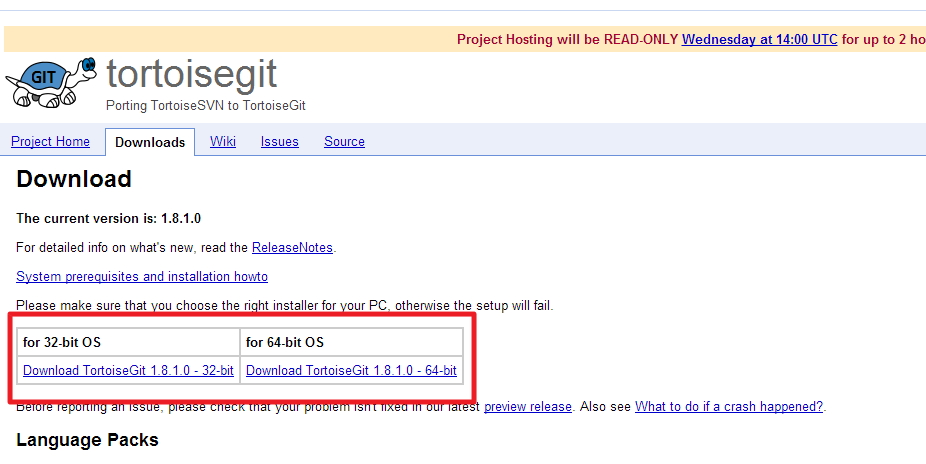 Project Hosting will be READ-ONLY Wednesday at 14:00 UTC for up to 2 ho
GIT
tortoisegit
Porting TortoiseSVN to TortoiseGit
Project Home Downloads Wiki Issues Source
Download
The current version is: 1.8.1.0
For detailed info on what's new, read the ReleaseNotes.
System prerequisites and installation howto
Please make sure that you choose the right installer for your PC, otherwise the setup will fail.
for 32-bit OS for 64-bit OS
Download TortoiseGit 1.8.1.0 - 32-bit Download TortoiseGit 1.8.1.0 - 64-bit
Before reporting an issue, please check that your problem isn't fixed in our latest preview release. Also see What to do if a crash happened?.
Language Packs